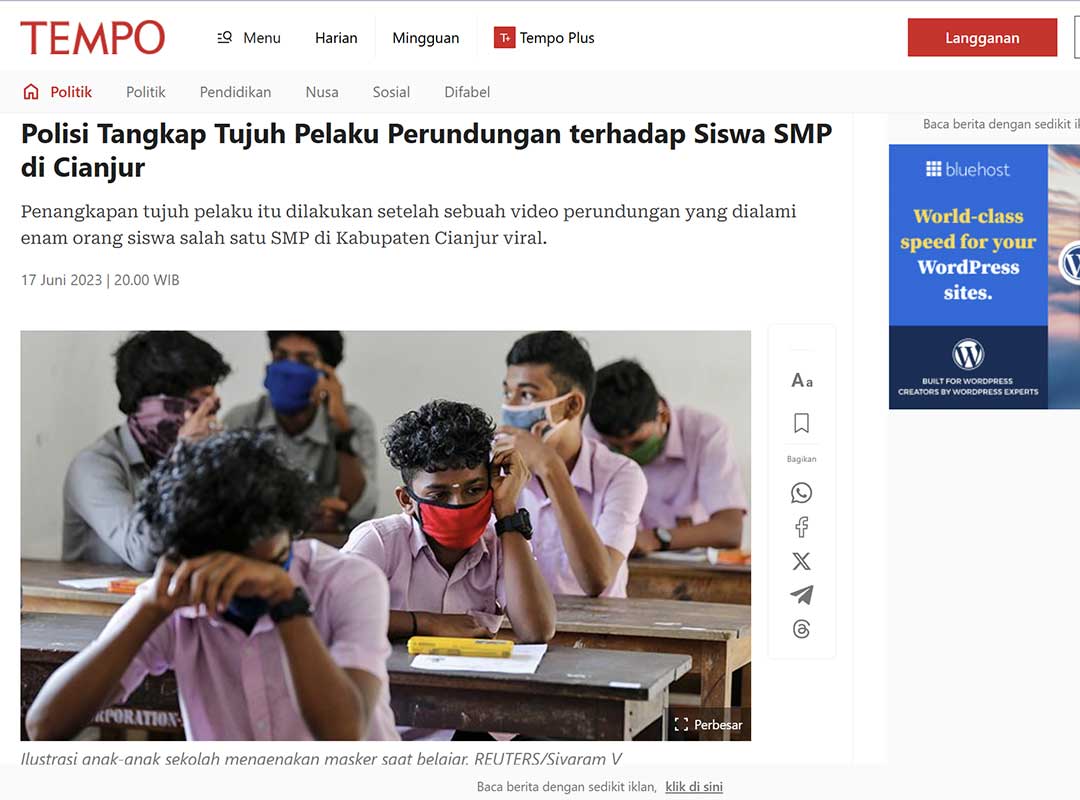 TEMPO
Menu
Harian
Mingguan
T+ Tempo Plus
Langganan
Politik
Politik
Pendidikan
Nusa
Sosial
Difabel
Polisi Tangkap Tujuh Pelaku Perundungan terhadap Siswa SMP
di Cianjur
Penangkapan tujuh pelaku itu dilakukan setelah sebuah video perundungan yang dialami
enam orang siswa salah satu SMP di Kabupaten Cianjur viral.
17 Juni 2023 | 20.00 WIB
Aa
Bagikan
RPORATION-
Perbesar
Ilustrasi anak-anak sekolah mengenakan masker saat belajar. REUTERS/Sivaram V
Baca berita dengan sedikit
bluehost
World-class
speed for your
WordPress
sites.
BUILT FOR WORDPRESS
CREATORS BY WORDPRESS EXPERTS
Baca berita dengan sedikit iklan, klik di sini